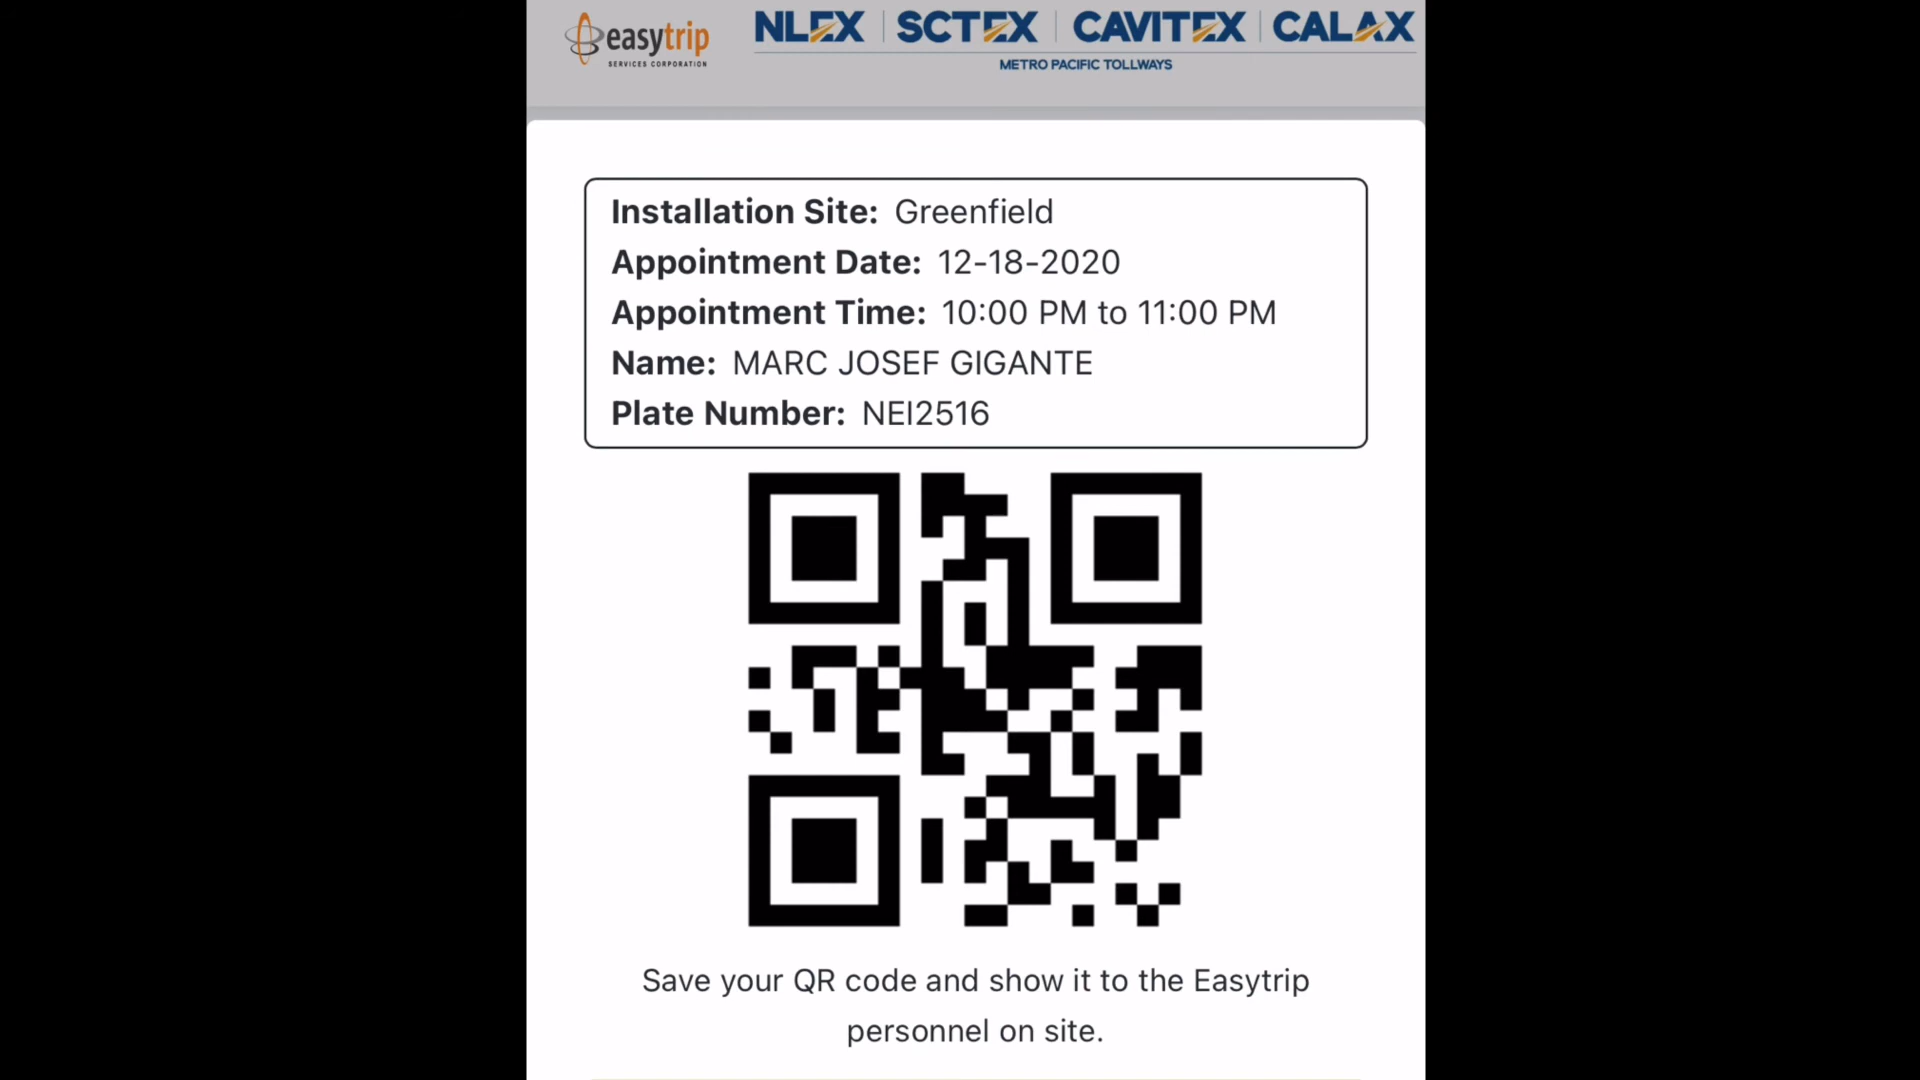 easytrip
SERVICES CORPORATION
NLEX SCTEX CAVITEX CALAX
METRO PACIFIC TOLLWAYS
Installation Site: Greenfield
Appointment Date: 12-18-2020
Appointment Time: 10:00 PM to 11:00 PM
Name: MARC JOSEF GIGANTE
Plate Number: NEI2516
Save your QR code and show it to the Easytrip
personnel on site.